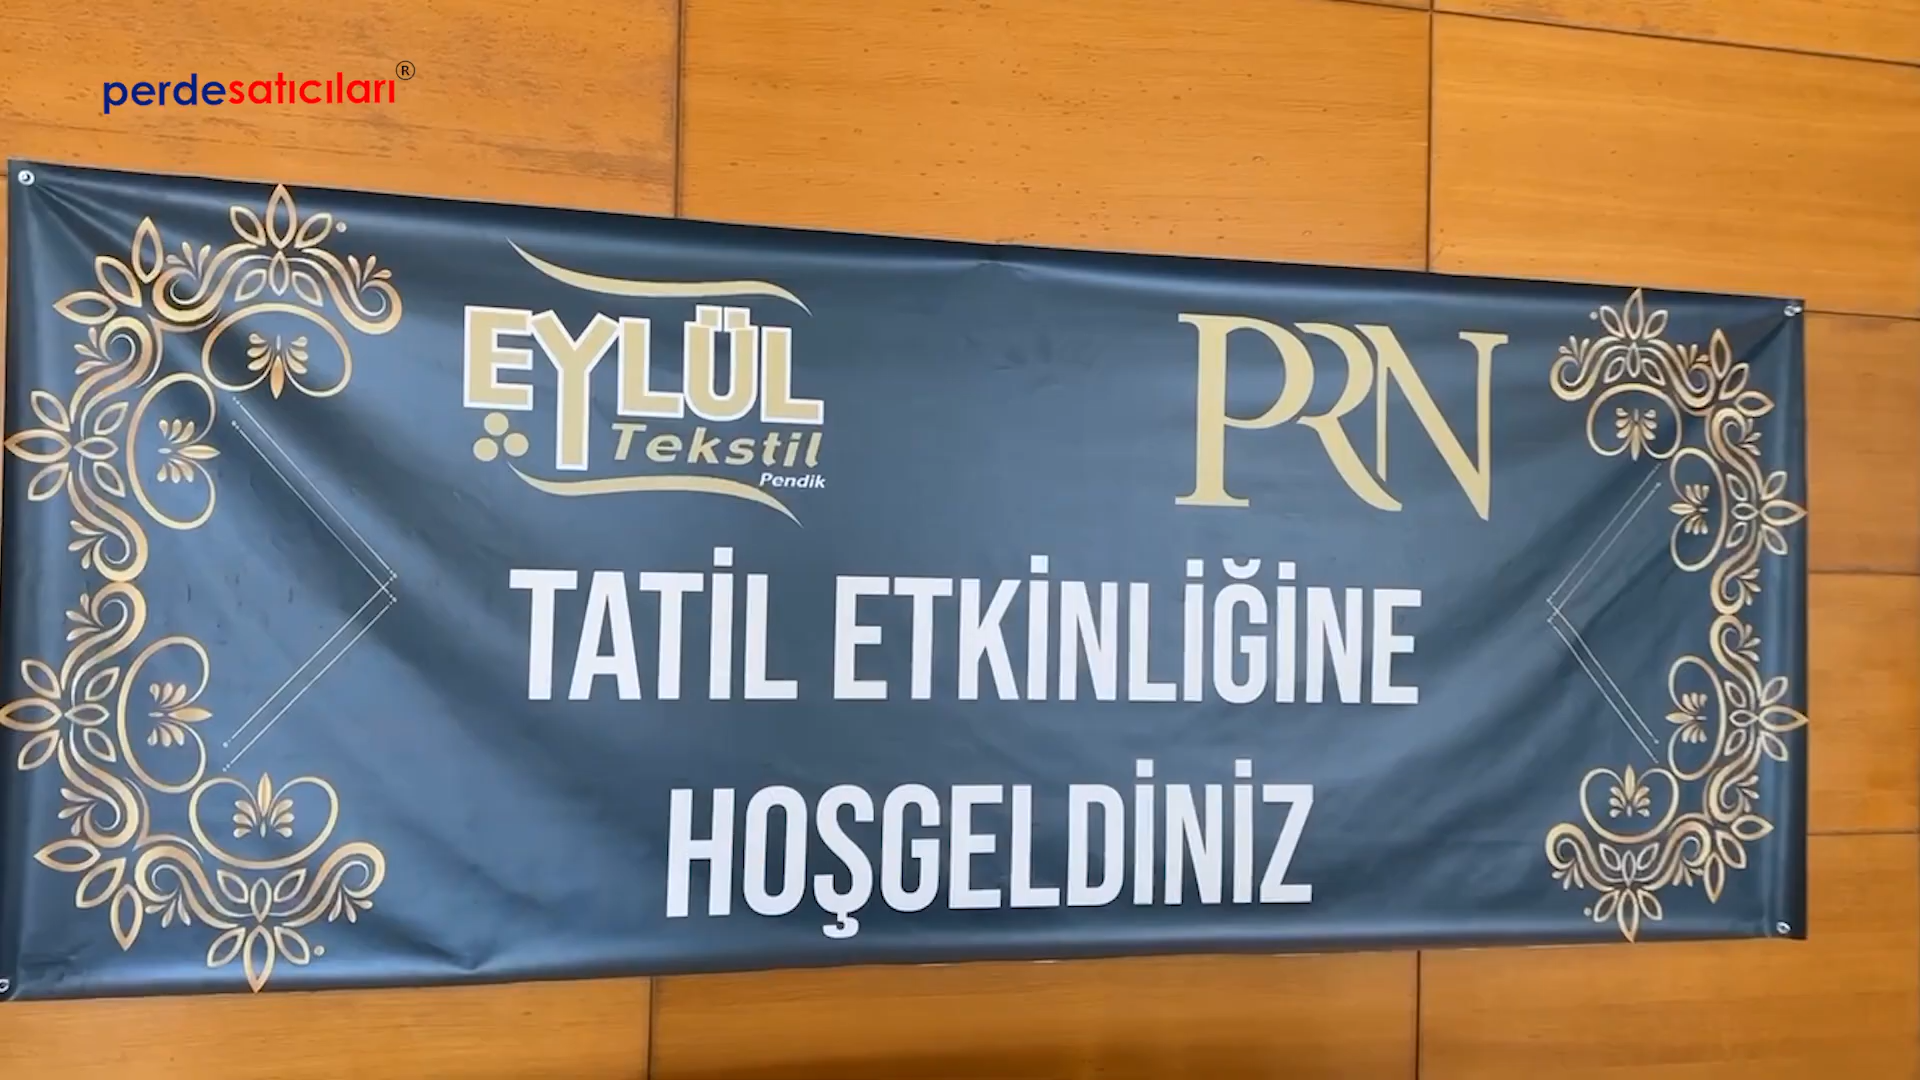 perdesatıcıları®
EYLÜL
Tekstil
Pendik
PRN
TATİL ETKİNLİĞİNE
HOŞGELDİNİZ